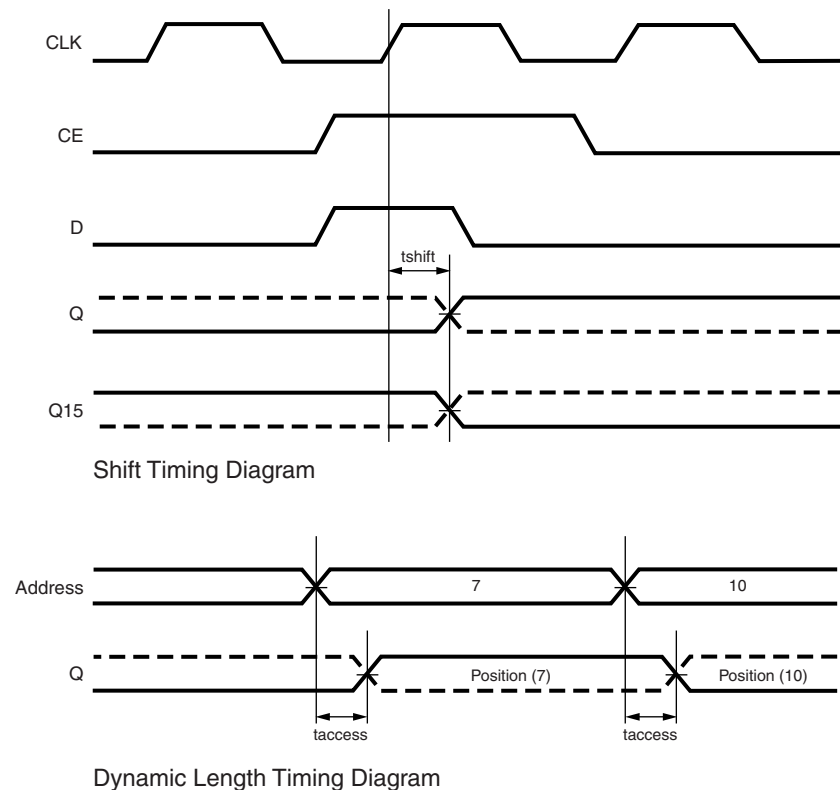 CLK
CE
D
tshift
Q
Q15
Shift Timing Diagram
Address
7
10
Q
Position (7)
Position (10)
taccess
taccess
Dynamic Length Timing Diagram